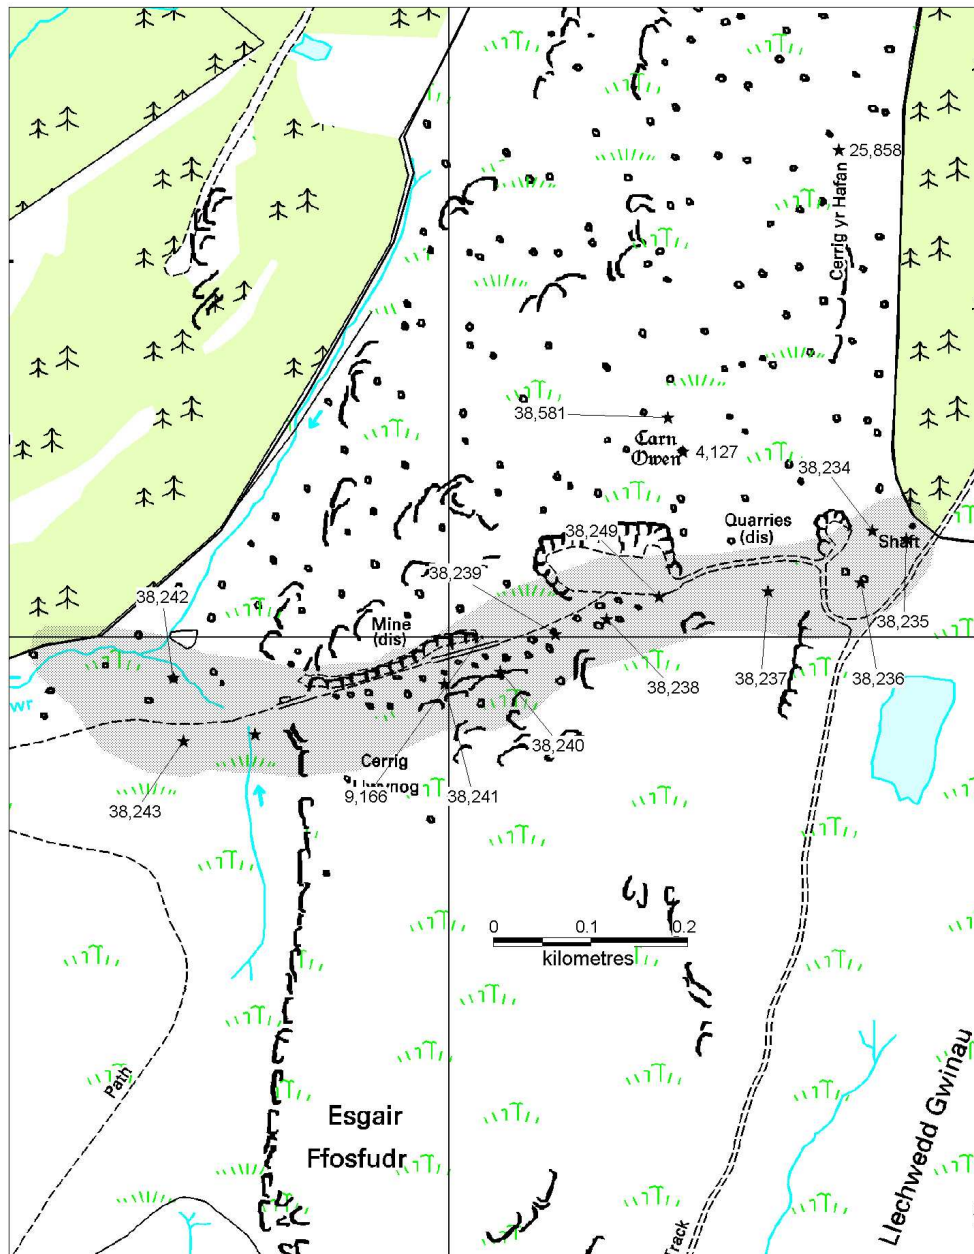 25,858
Cerrig yr Hafan
38,581
Carn
Owen
4,127
38,234
38,249
Quarries
(dis)
Shaft
38,239
38,242
Mine
(dis)
38,235
38,238
38,237
38,236
wr
38,240
Cerrig
38,243
9,166
38,241
0 0.1 0.2
kilometres
Path
Esgair
Ffosfudr
Llechwedd Gwinau
Track